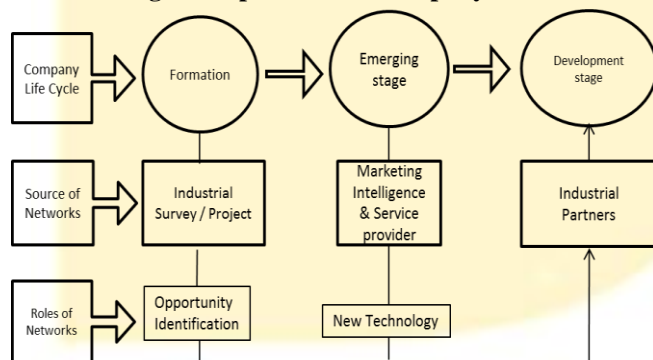 Company
Life Cycle
Formation
Emerging
stage
Development
stage
Source of
Networks
Industrial
Survey / Project
Marketing
Intelligence
& Service
provider
Industrial
Partners
Roles of
Networks
Opportunity
Identification
New Technology